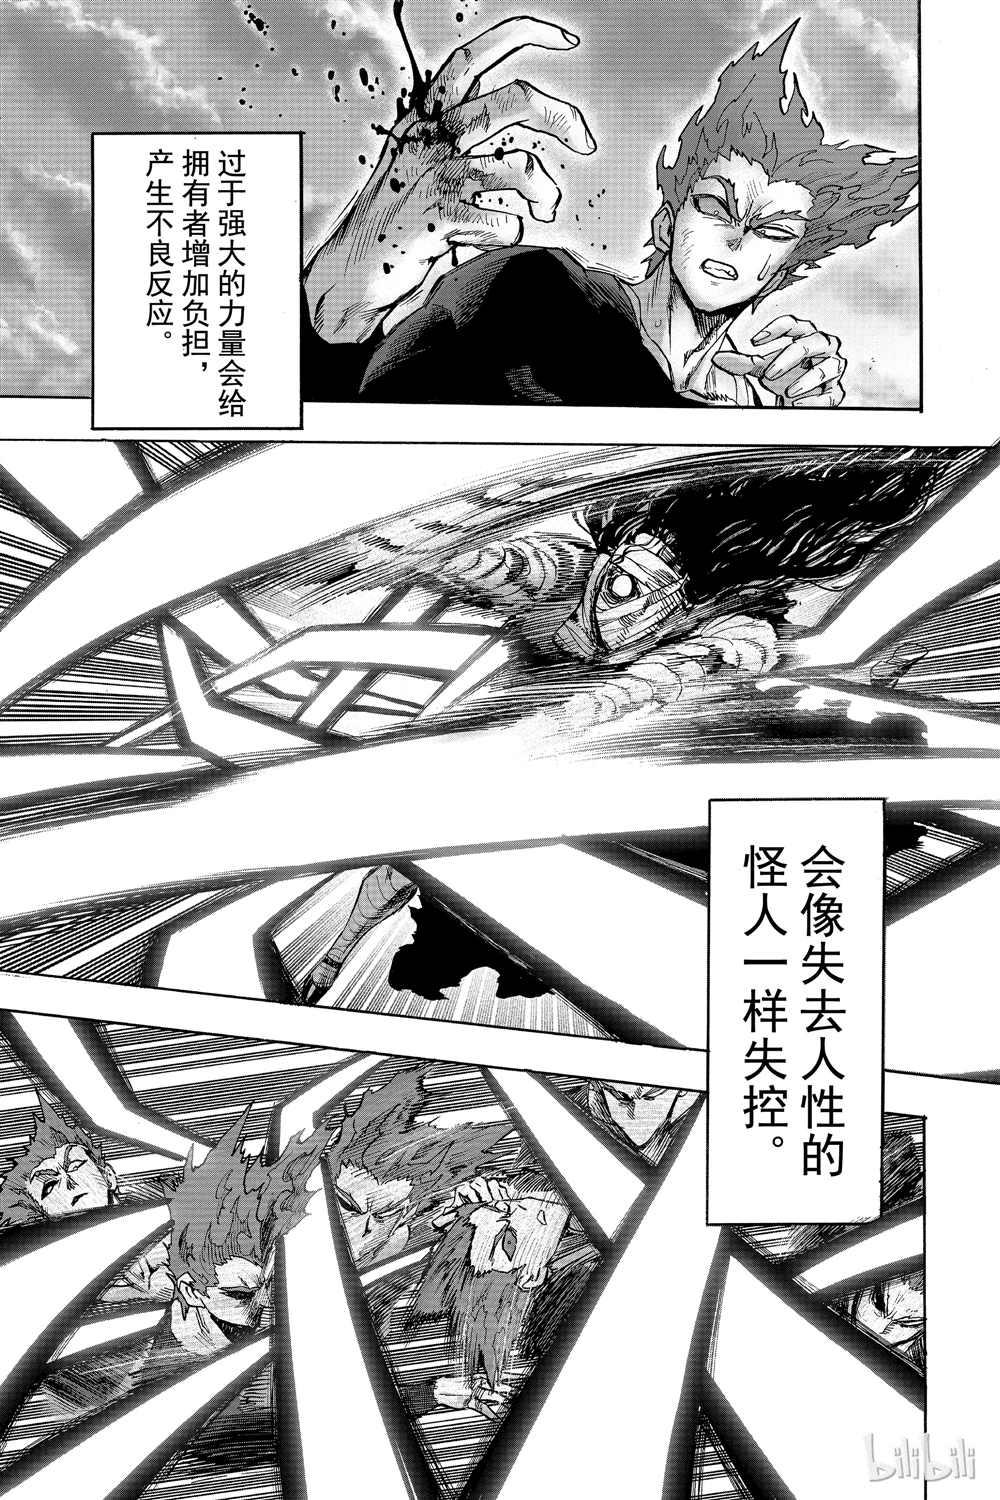 过于强大的力量会给
拥有者增加负担，
产生不良反应。
会像失去人性的
怪人一样失控。
bilibili